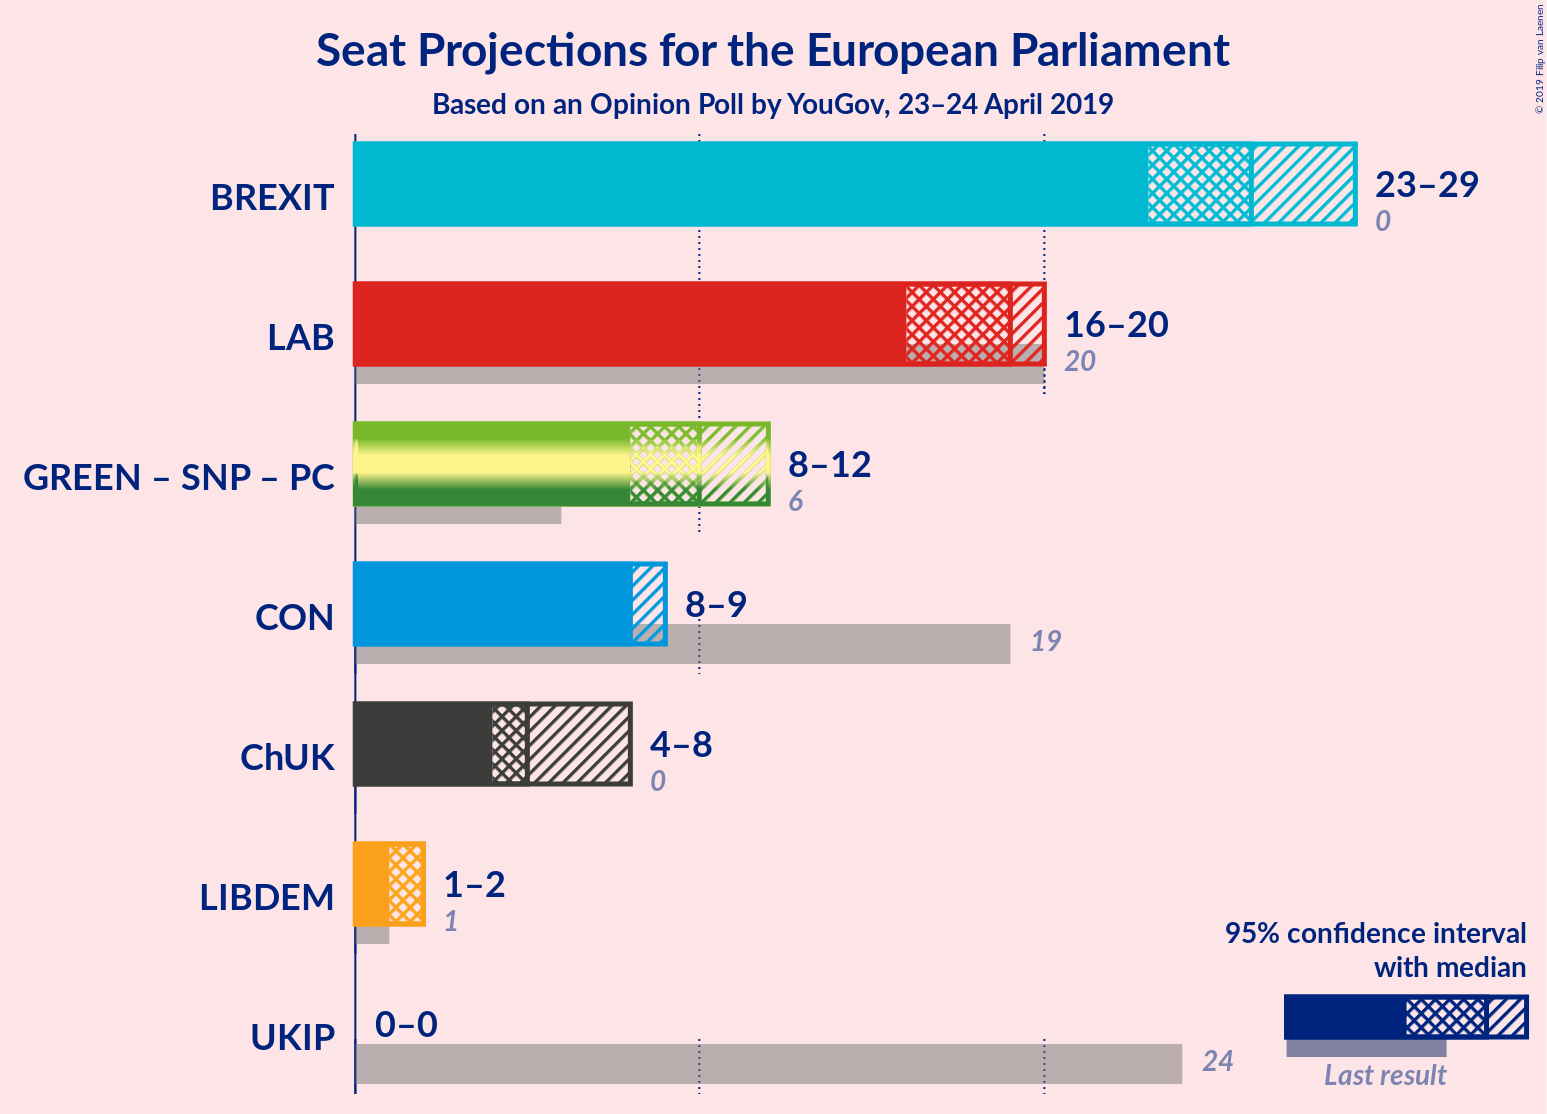 Seat Projections for the European Parliament
Based on an Opinion Poll by YouGov, 23–24 April 2019
© 2019 Filip van Laenen
BREXIT
23–29
0
LAB
16–20
20
GREEN – SNP – PC
8–12
6
CON
8–9
19
ChUK
4–8
0
LIBDEM
1–2
1
UKIP
0–0
24
95% confidence interval
with median
Last result